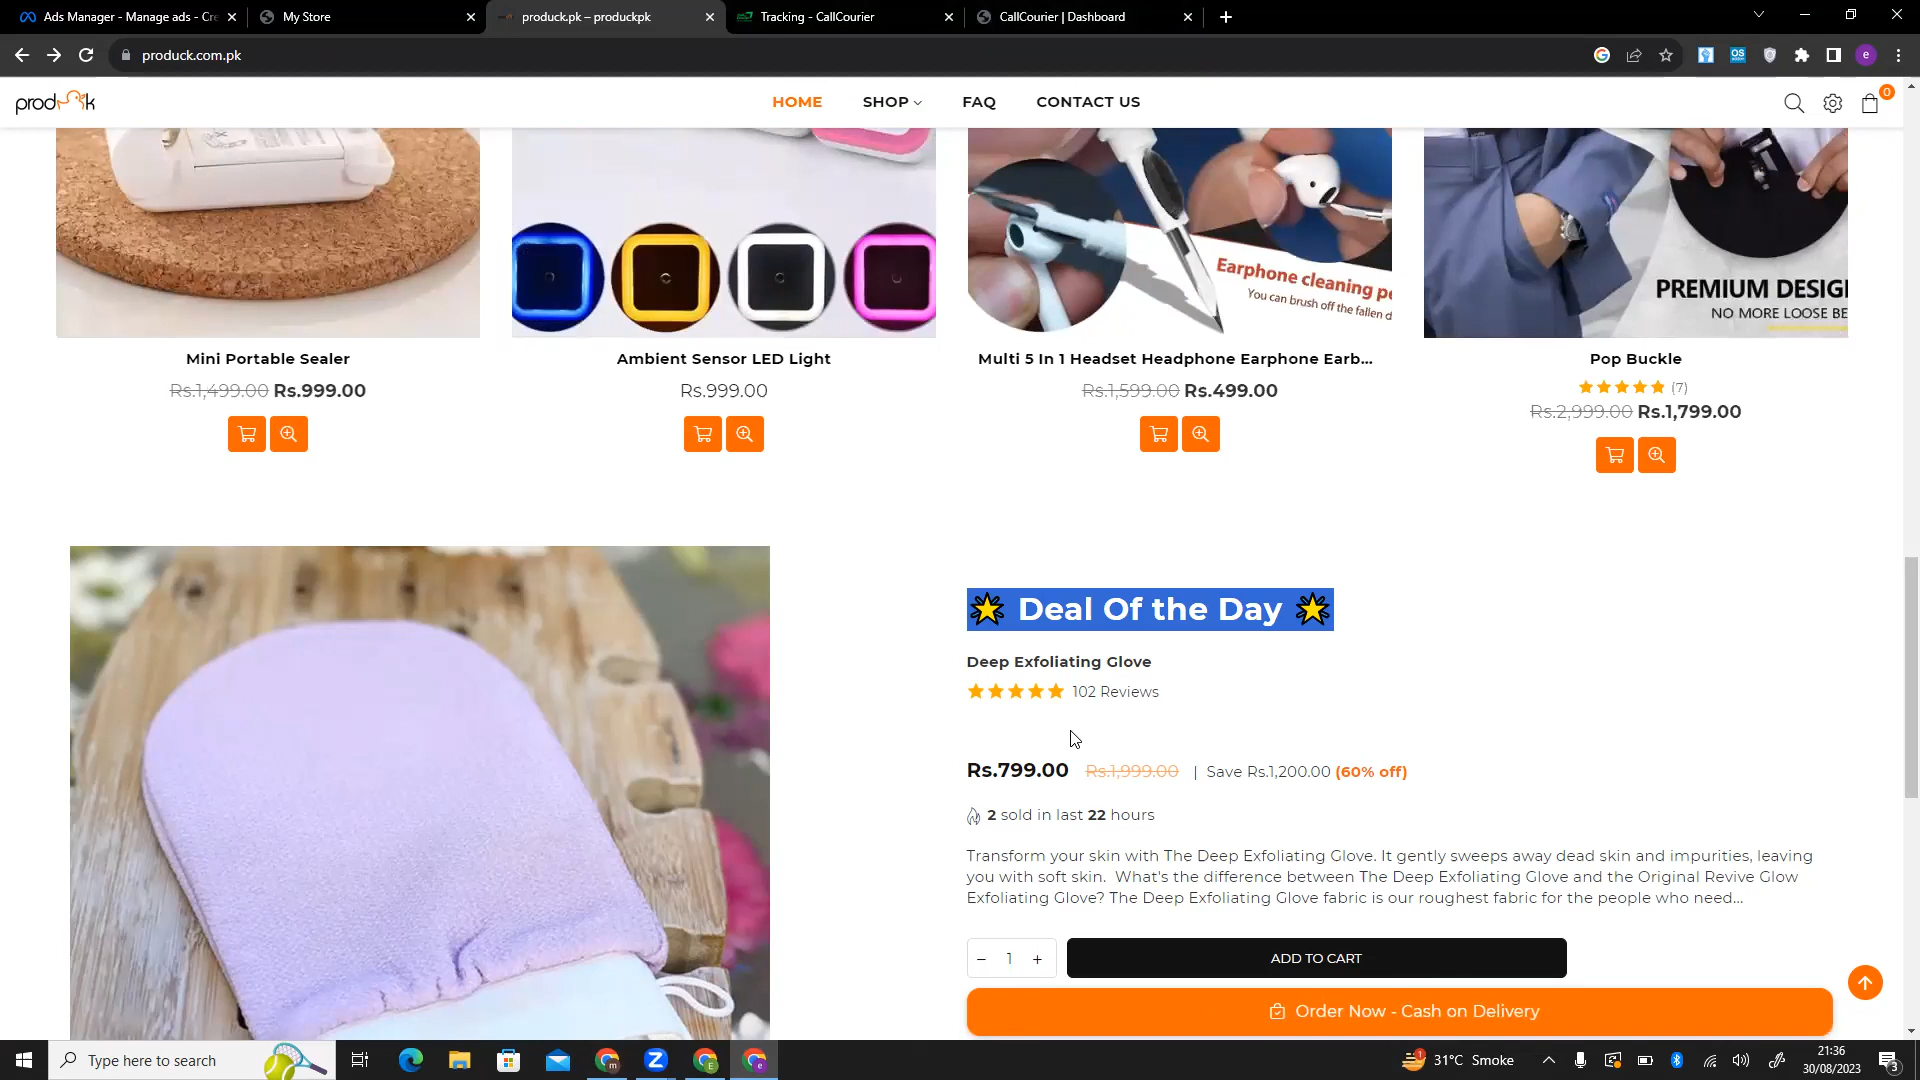 Ads Manager - Manage ads - Cre
My Store
produck.pk – produckpk
Tracking - CallCourier
CallCourier | Dashboard
produck.com.pk
HOME
SHOP
FAQ
CONTACT US
0
Earphone cleaning pe
You can brush off the fallen d
PREMIUM DESIG
NO MORE LOOSE BE
Mini Portable Sealer
Rs.1,499.00 Rs.999.00
Ambient Sensor LED Light
Rs.999.00
Multi 5 In 1 Headset Headphone Earphone Earb...
Rs.1,599.00 Rs.499.00
Pop Buckle
(7)
Rs.2,999.00 Rs.1,799.00
🌟 Deal Of the Day 🌟
Deep Exfoliating Glove
102 Reviews
Rs.799.00 Rs.1,999.00 | Save Rs.1,200.00 (60% off)
2 sold in last 22 hours
Transform your skin with The Deep Exfoliating Glove. It gently sweeps away dead skin and impurities, leaving
you with soft skin. What's the difference between The Deep Exfoliating Glove and the Original Revive Glow
Exfoliating Glove? The Deep Exfoliating Glove fabric is our roughest fabric for the people who need...
− 1 +
ADD TO CART
Order Now - Cash on Delivery
Type here to search
31°C Smoke
21:36
30/08/2023
3